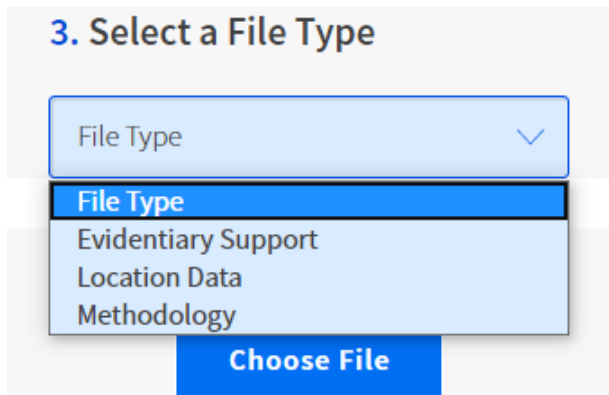 3. Select a File Type
File Type
File Type
Evidentiary Support
Location Data
Methodology
Choose File